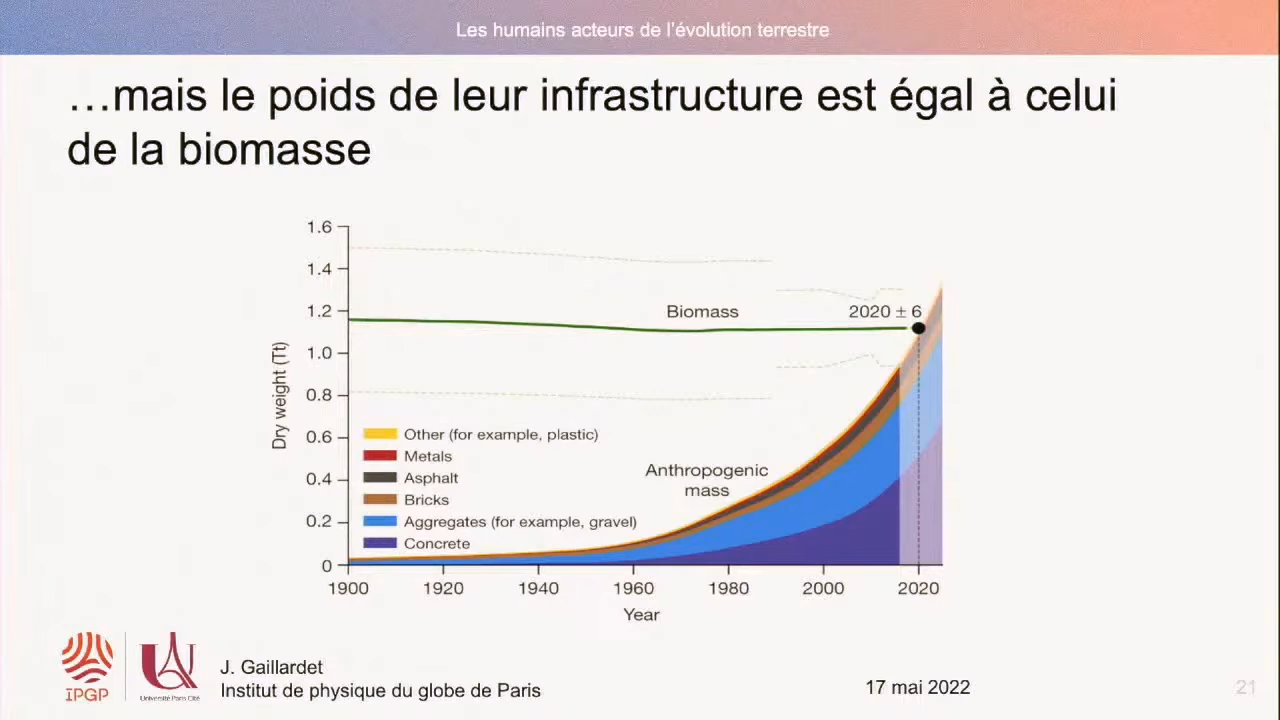 Les humains acteurs de l'évolution terrestre
…mais le poids de leur infrastructure est égal à celui
de la biomasse
1.6
1.4
1.2
1.0
0.8
0.6
0.4
0.2
0
Dry weight (Tt)
Biomass
2020 ± 6
Other (for example, plastic)
Metals
Asphalt
Bricks
Aggregates (for example, gravel)
Concrete
Anthropogenic
mass
1900 1920 1940 1960 1980 2000 2020
Year
IPGP
Université Paris Cité
J. Gaillardet
Institut de physique du globe de Paris
17 mai 2022
21